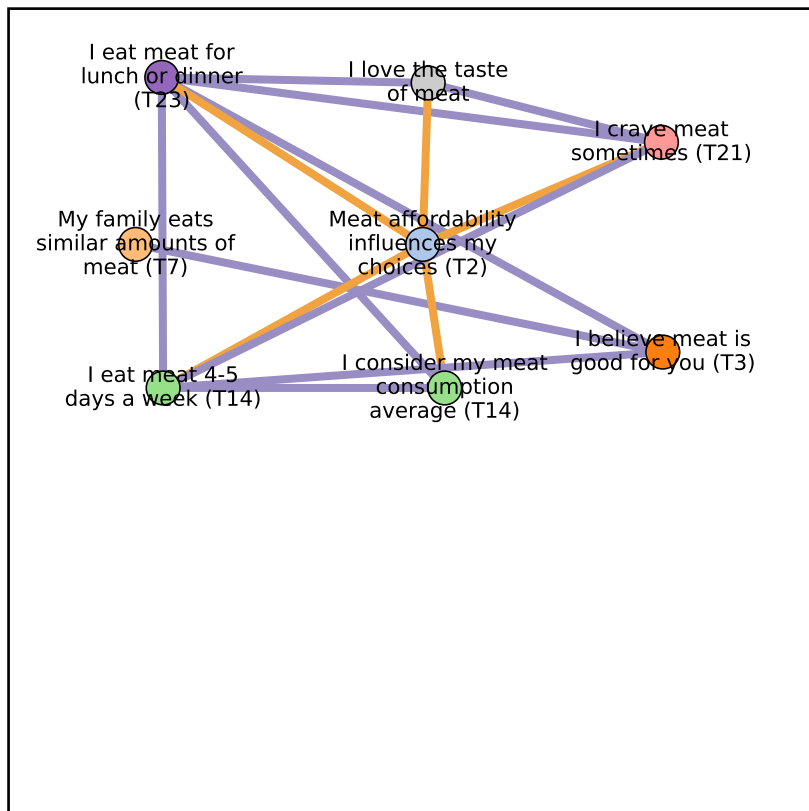 I eat meat for
lunch or dinner
(T23)
I love the taste
of meat
I crave meat
sometimes (T21)
My family eats
similar amounts of
meat (T7)
Meat affordability
influences my
choices (T2)
I believe meat is
good for you (T3)
I eat meat 4-5
days a week (T14)
I consider my meat
consumption
average (T14)